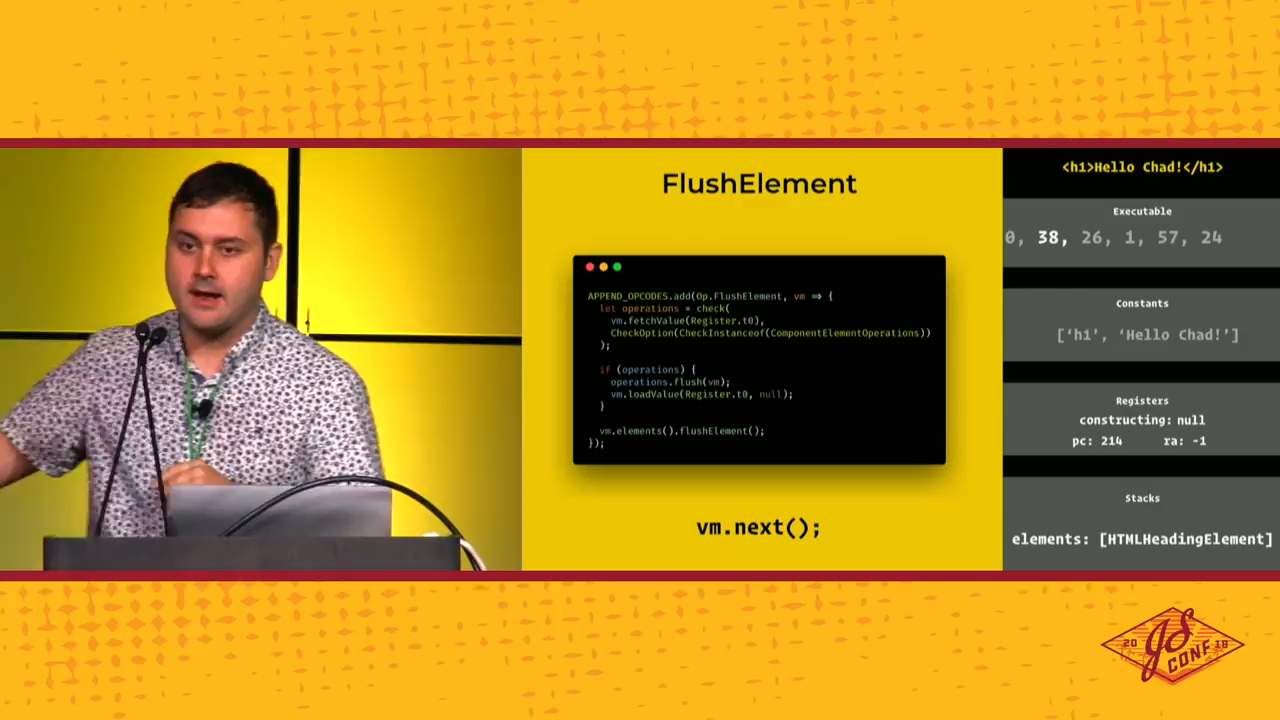 FlushElement
APPEND_OPCODES.add(Op.FlushElement, vm ⇒ {
let operations = check(
vm.fetchValue(Register.t0),
CheckOption(CheckInstanceof(ComponentElementOperations))
);
if (operations) {
operations.flush(vm);
vm.loadValue(Register.t0, null);
}
vm.elements().flushElement();
});
vm.next();
<h1>Hello Chad!</h1>
Executable
0, 38, 26, 1, 57, 24
Constants
[‘h1’, ‘Hello Chad!’]
Registers
constructing: null
pc: 214 ra: -1
Stacks
elements: [HTMLHeadingElement]
20 JS 18
CONF